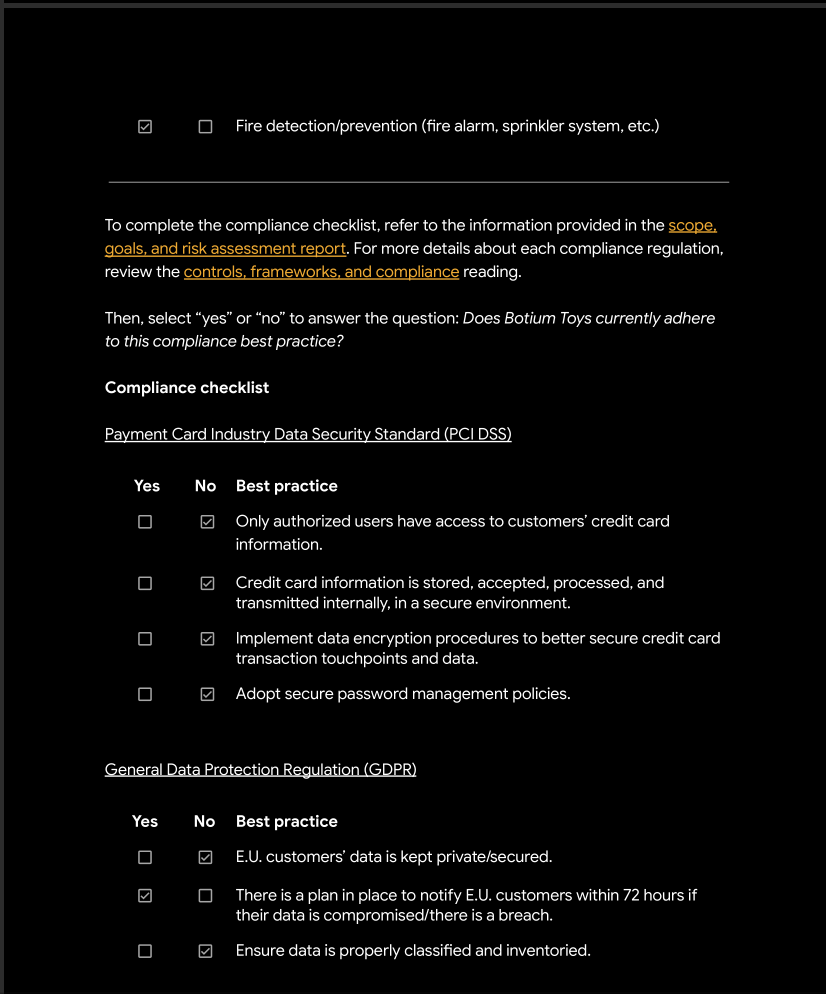 Fire detection/prevention (fire alarm, sprinkler system, etc.)
To complete the compliance checklist, refer to the information provided in the scope,
goals, and risk assessment report. For more details about each compliance regulation,
review the controls, frameworks, and compliance reading.
Then, select “yes” or “no” to answer the question: Does Botium Toys currently adhere
to this compliance best practice?
Compliance checklist
Payment Card Industry Data Security Standard (PCI DSS)
Yes No Best practice
Only authorized users have access to customers’ credit card
information.
Credit card information is stored, accepted, processed, and
transmitted internally, in a secure environment.
Implement data encryption procedures to better secure credit card
transaction touchpoints and data.
Adopt secure password management policies.
General Data Protection Regulation (GDPR)
Yes No Best practice
E.U. customers’ data is kept private/secured.
There is a plan in place to notify E.U. customers within 72 hours if
their data is compromised/there is a breach.
Ensure data is properly classified and inventoried.